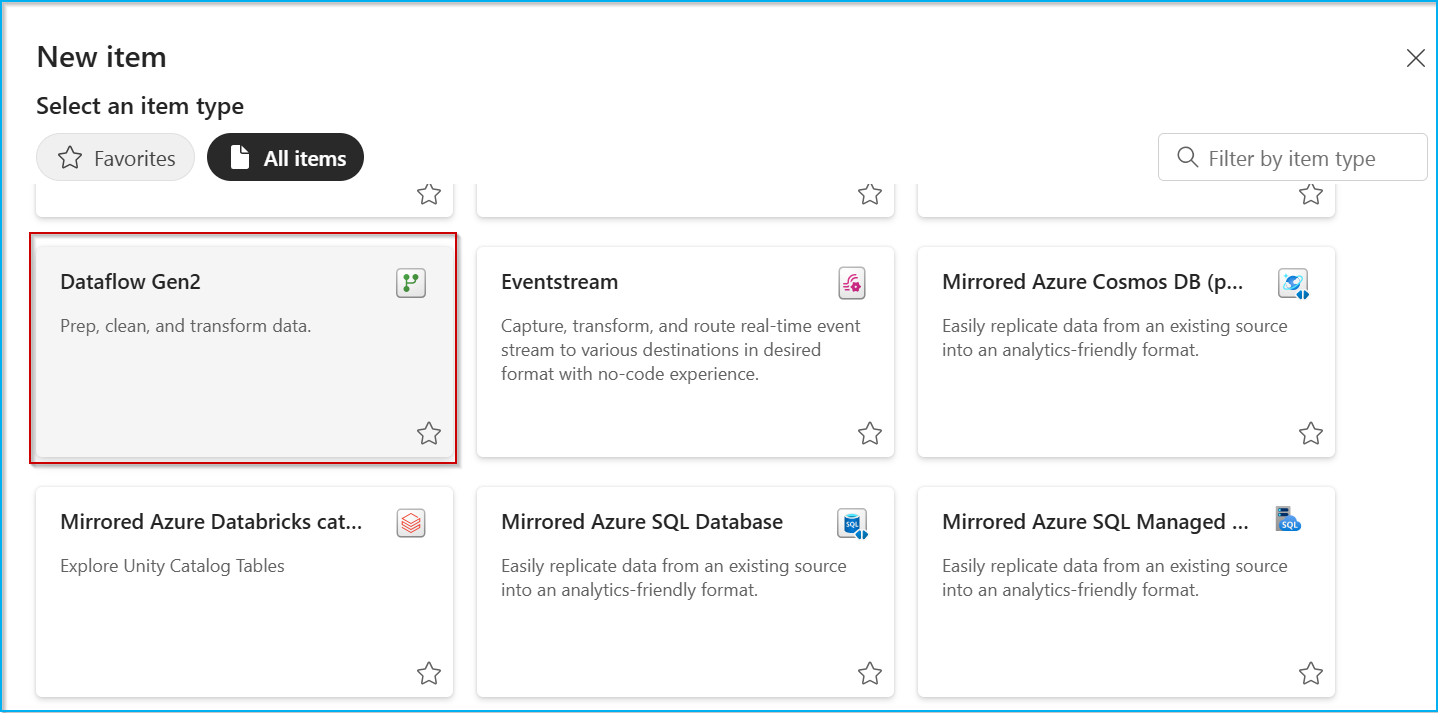 New item
Select an item type
Favorites
All items
Filter by item type
Dataflow Gen2
Prep, clean, and transform data.
Eventstream
Capture, transform, and route real-time event
stream to various destinations in desired
format with no-code experience.
Mirrored Azure Cosmos DB (p...
Easily replicate data from an existing source
into an analytics-friendly format.
Mirrored Azure Databricks cat...
Explore Unity Catalog Tables
Mirrored Azure SQL Database
SQL
Easily replicate data from an existing source
into an analytics-friendly format.
Mirrored Azure SQL Managed ...
SQL
Easily replicate data from an existing source
into an analytics-friendly format.